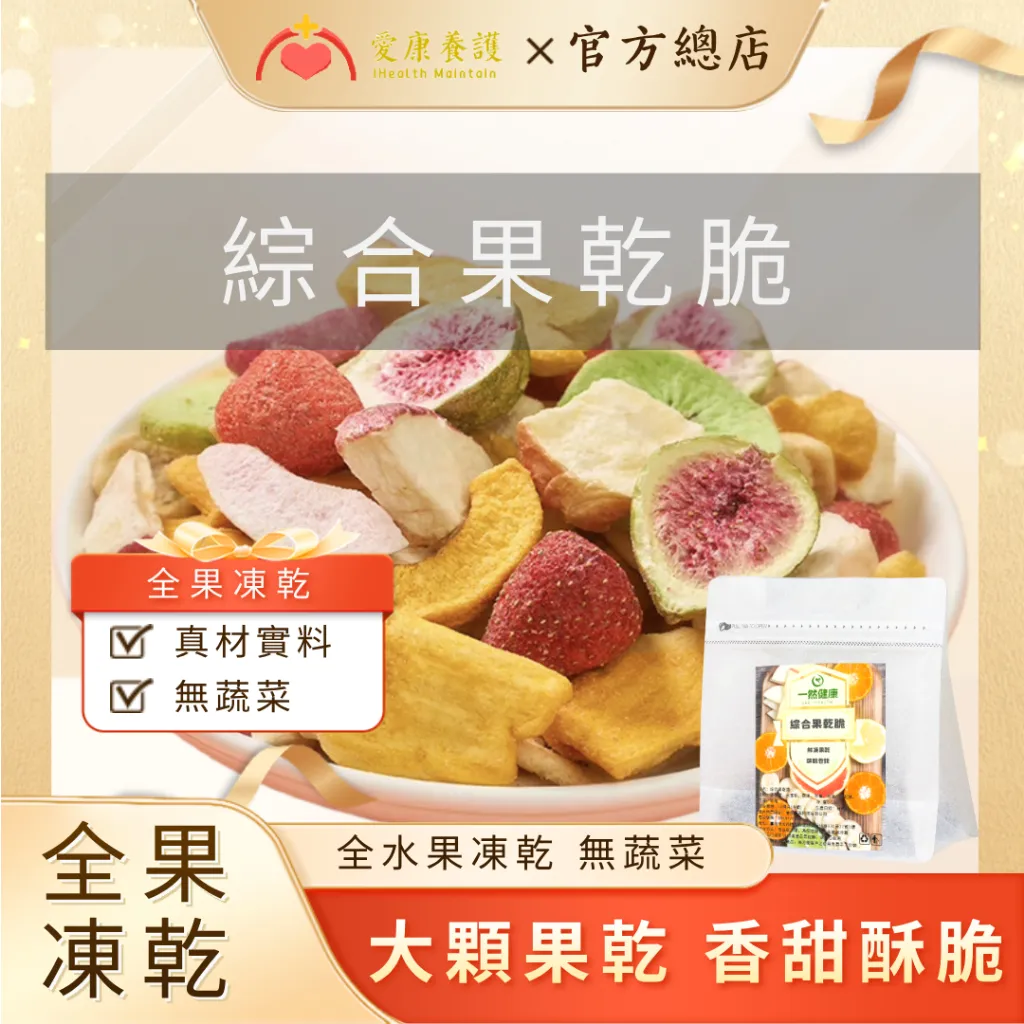 愛康養護
iHealth Maintain
×官方總店
綜合果乾脆
全果凍乾
真材實料
無蔬菜
一然健康
綜合果乾脆
全果
凍乾
全水果凍乾 無蔬菜
大顆果乾 香甜酥脆